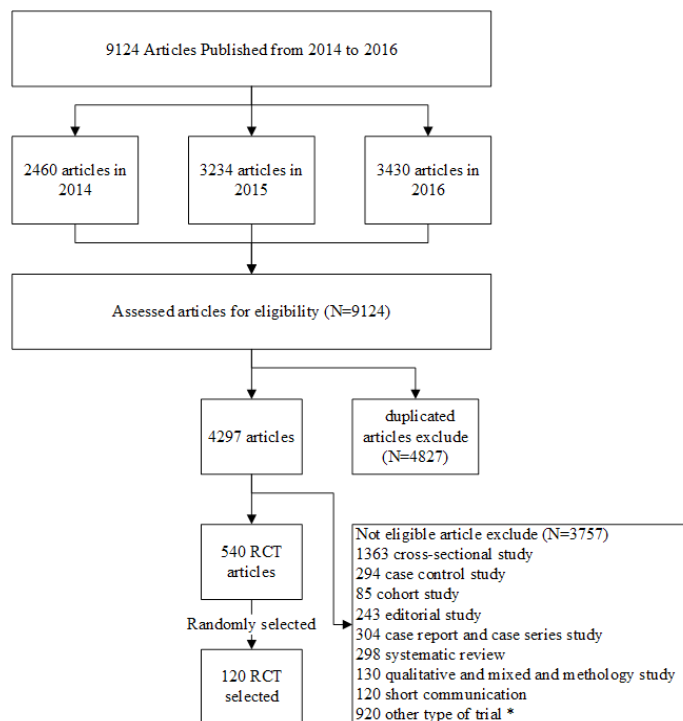 9124 Articles Published from 2014 to 2016
2460 articles in
2014
3234 articles in
2015
3430 articles in
2016
Assessed articles for eligibility (N=9124)
4297 articles
duplicated
articles exclude
(N=4827)
540 RCT
articles
Not eligible article exclude (N=3757)
1363 cross-sectional study
294 case control study
85 cohort study
243 editorial study
304 case report and case series study
298 systematic review
130 qualitative and mixed and methology study
120 short communication
920 other type of trial *
Randomly selected
120 RCT
selected